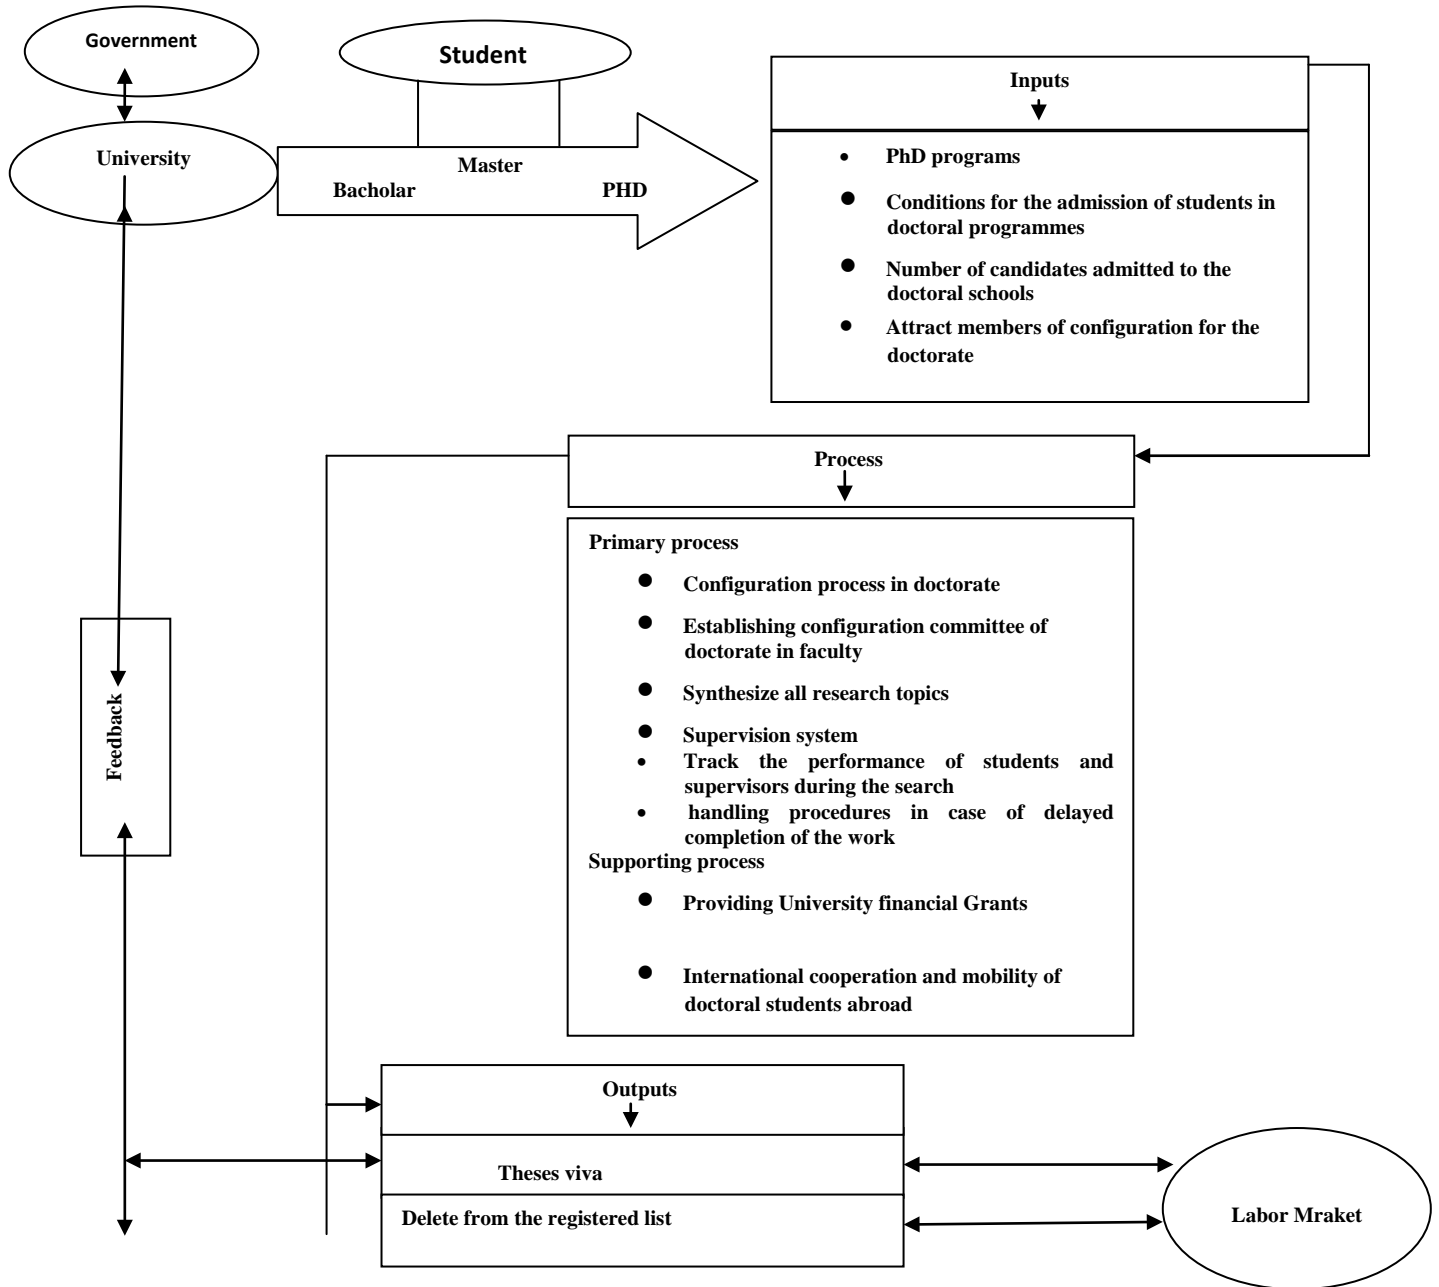 Government
Student
University
Bacholar
Master
PHD
Inputs
• PhD programs
• Conditions for the admission of students in
doctoral programmes
• Number of candidates admitted to the
doctoral schools
• Attract members of configuration for the
doctorate
Process
Primary process
• Configuration process in doctorate
• Establishing configuration committee of
doctorate in faculty
• Synthesize all research topics
• Supervision system
• Track the performance of students and
supervisors during the search
• handling procedures in case of delayed
completion of the work
Supporting process
• Providing University financial Grants
• International cooperation and mobility of
doctoral students abroad
Feedback
Outputs
Theses viva
Delete from the registered list
Labor Mraket